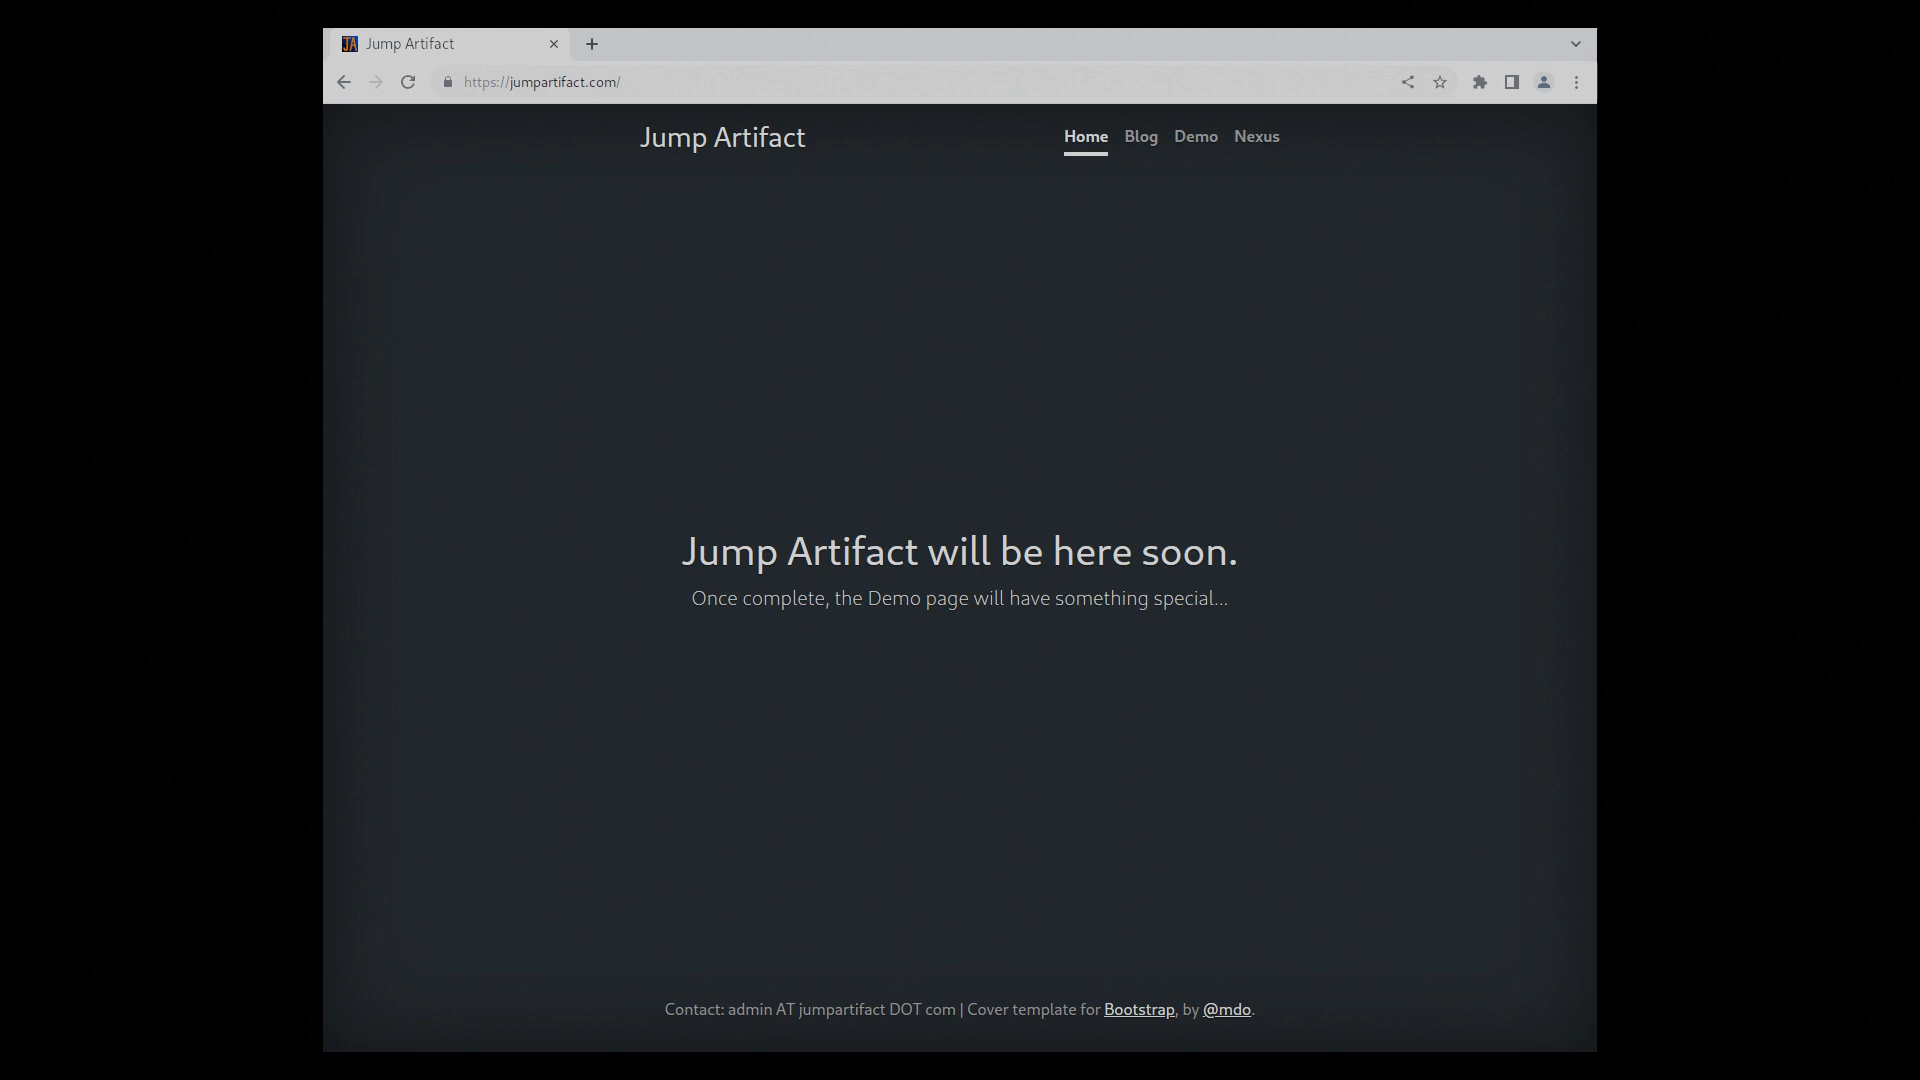 JA Jump Artifact
https://jumpartifact.com/
Jump Artifact
Home Blog Demo Nexus
Jump Artifact will be here soon.
Once complete, the Demo page will have something special...
Contact: admin AT jumpartifact DOT com | Cover template for Bootstrap, by @mdo.